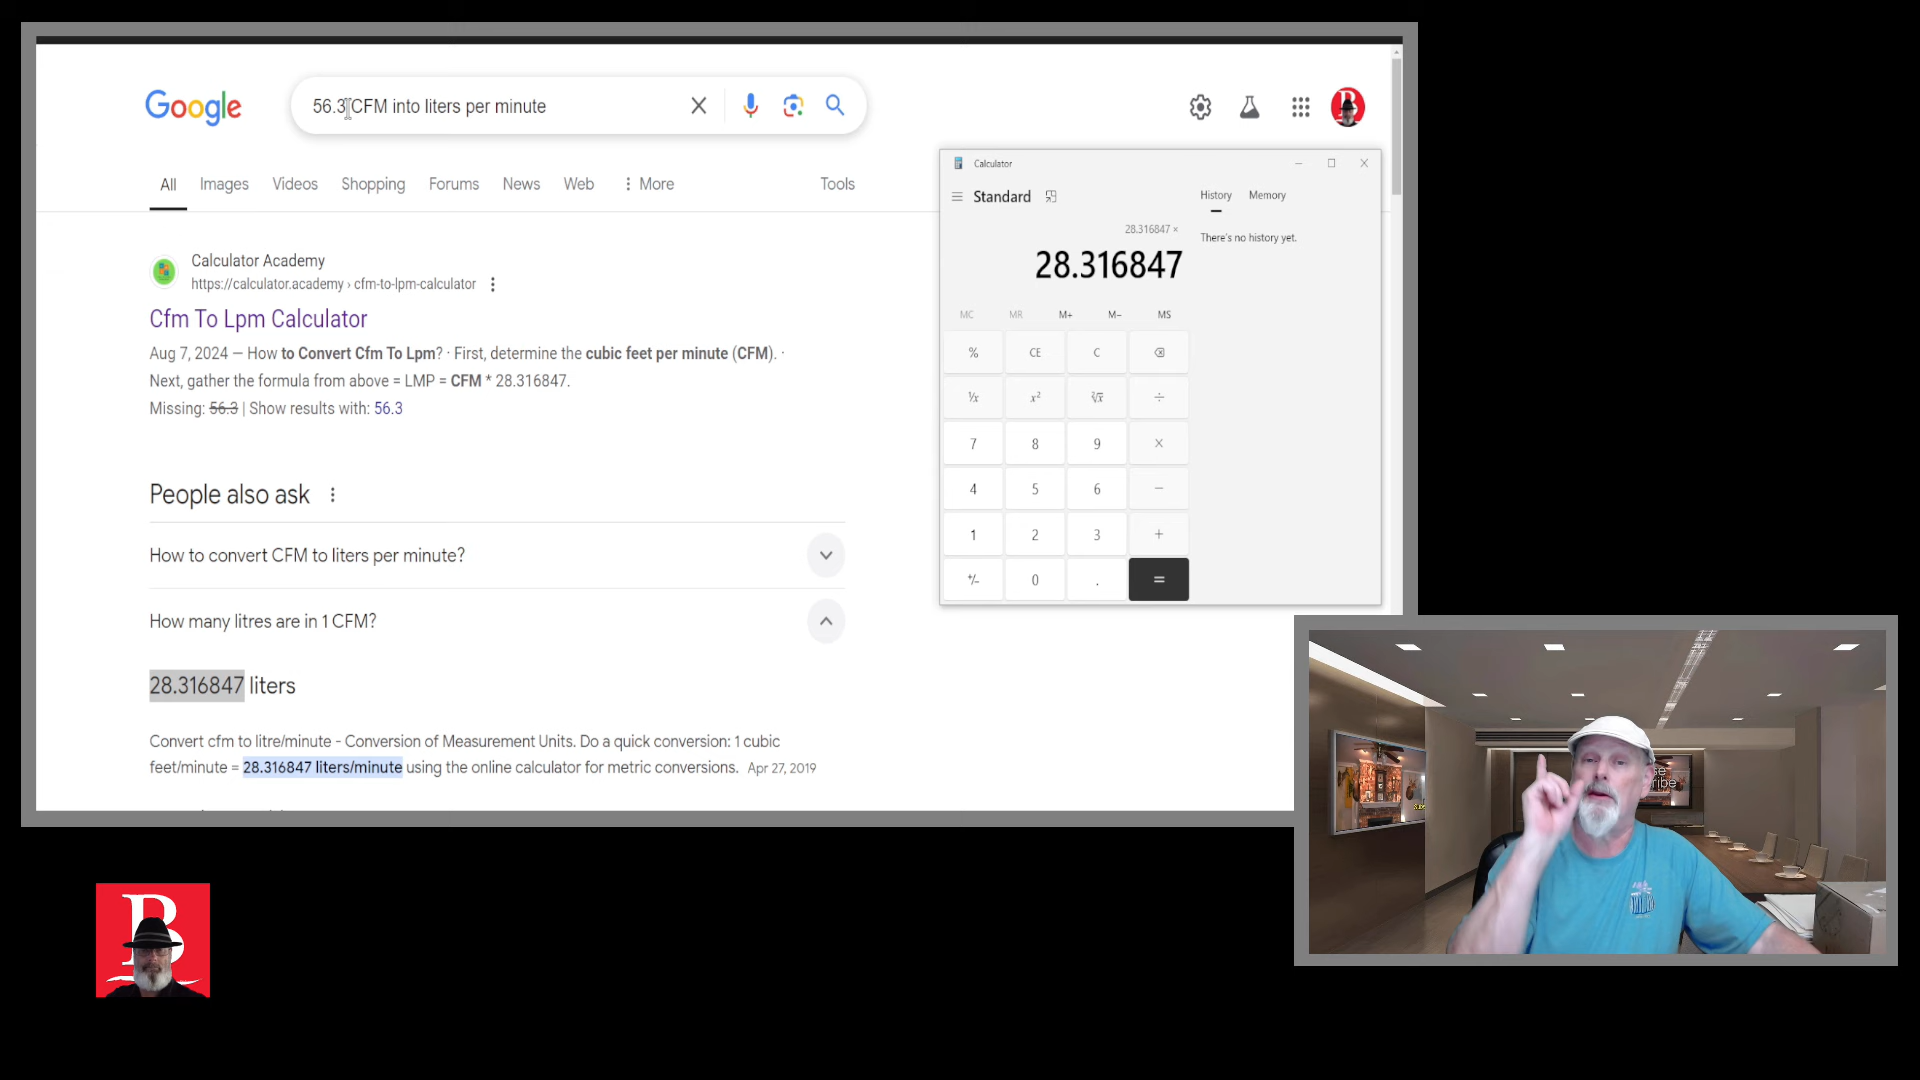 Google
56.3 CFM into liters per minute
All
Images
Videos
Shopping
Forums
News
Web
More
Tools
Calculator Academy
https://calculator.academy › cfm-to-lpm-calculator
Cfm To Lpm Calculator
Aug 7, 2024 — How to Convert Cfm To Lpm? · First, determine the cubic feet per minute (CFM). ·
Next, gather the formula from above = LMP = CFM * 28.316847.
Missing: 56.3 | Show results with: 56.3
People also ask
How to convert CFM to liters per minute?
How many litres are in 1 CFM?
28.316847 liters
Convert cfm to litre/minute - Conversion of Measurement Units. Do a quick conversion: 1 cubic
feet/minute = 28.316847 liters/minute using the online calculator for metric conversions. Apr 27, 2019
Calculator
Standard
History
Memory
28.316847 ×
28.316847
There's no history yet.
MC MR M+ M− MS
% CE C
¹/x x² ²√x ÷
7 8 9 ×
4 5 6 −
1 2 3 +
+/− 0 . =
B